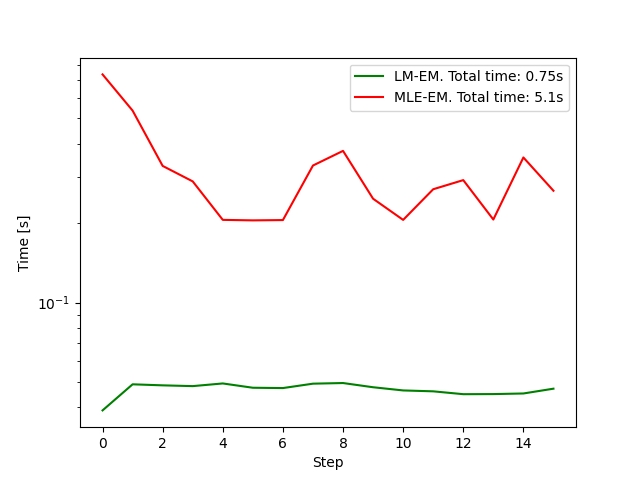 LM-EM. Total time: 0.75s
MLE-EM. Total time: 5.1s
Time [s]
10⁻¹
0 2 4 6 8 10 12 14
Step